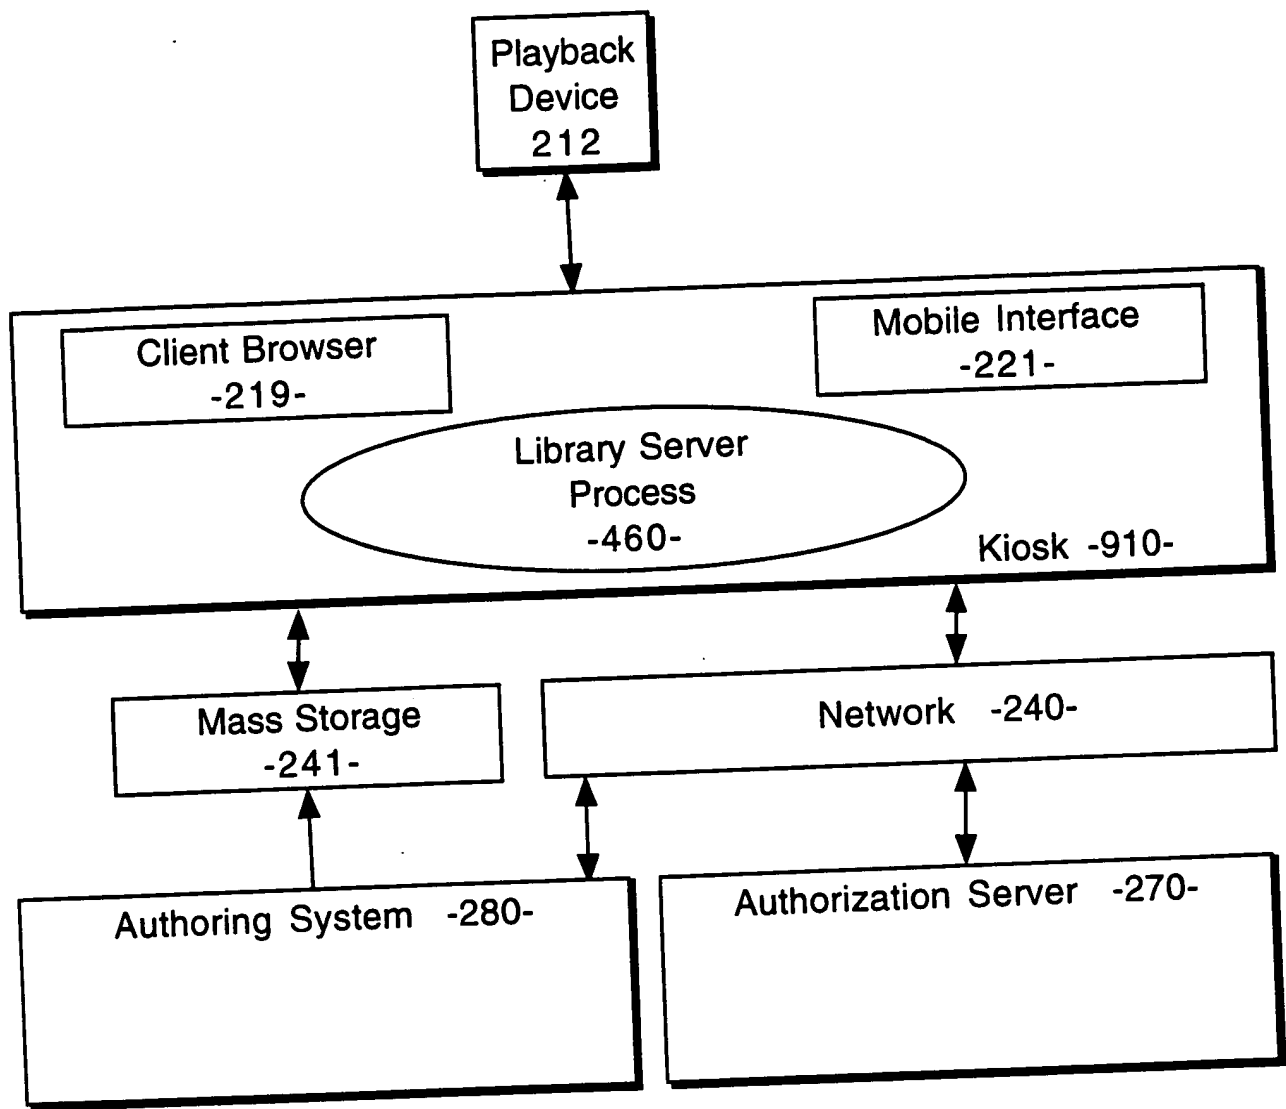 Playback
Device
212
Client Browser
-219-
Mobile Interface
-221-
Library Server
Process
-460-
Kiosk -910-
Mass Storage
-241-
Network -240-
Authoring System -280-
Authorization Server -270-